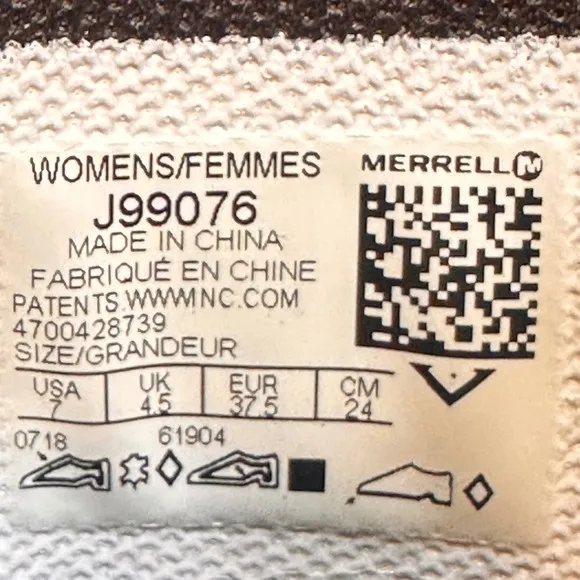 WOMENS/FEMMES
MERRELL M
J99076
MADE IN CHINA
FABRIQUÉ EN CHINE
PATENTS.WWWMNC.COM
4700428739
SIZE/GRANDEUR
USA UK EUR CM
7 4.5 37.5 24
0718 61904